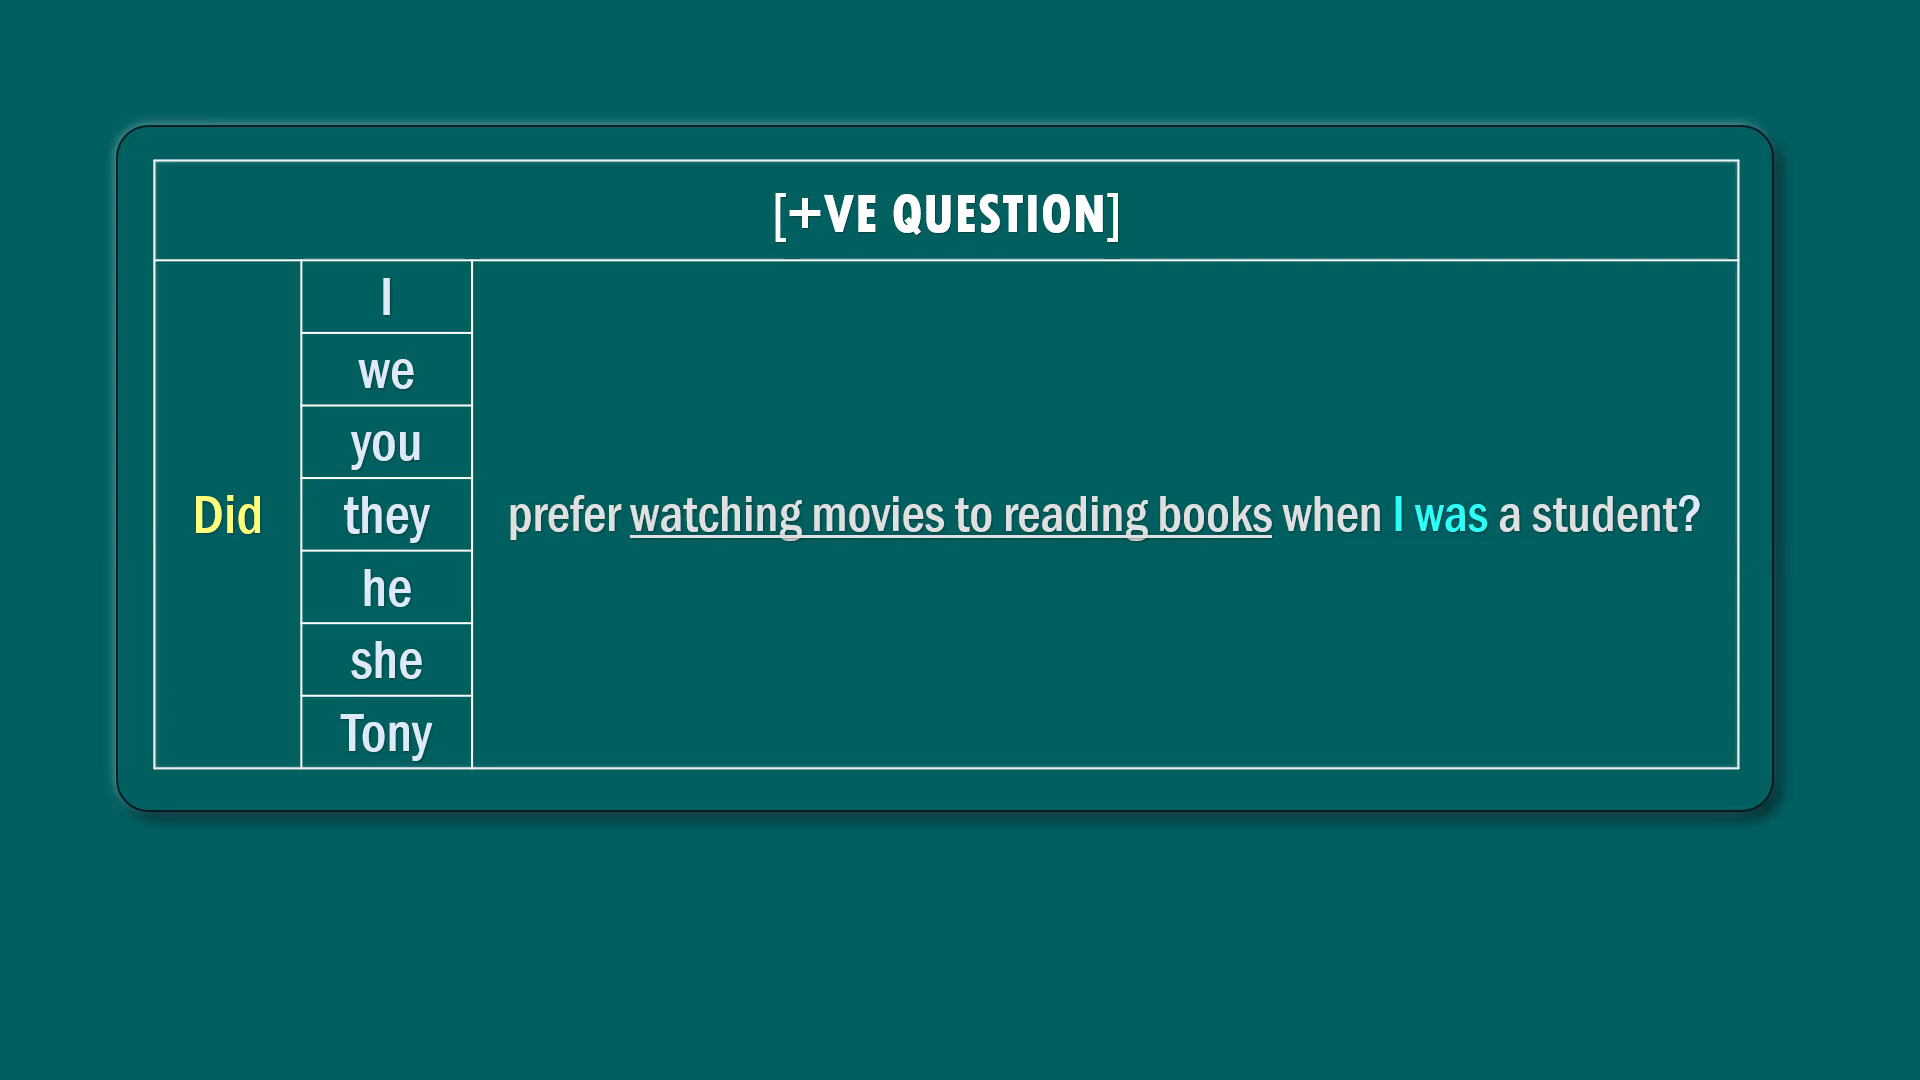 [+VE QUESTION]
Did
I
we
you
they
he
she
Tony
prefer watching movies to reading books when I was a student?